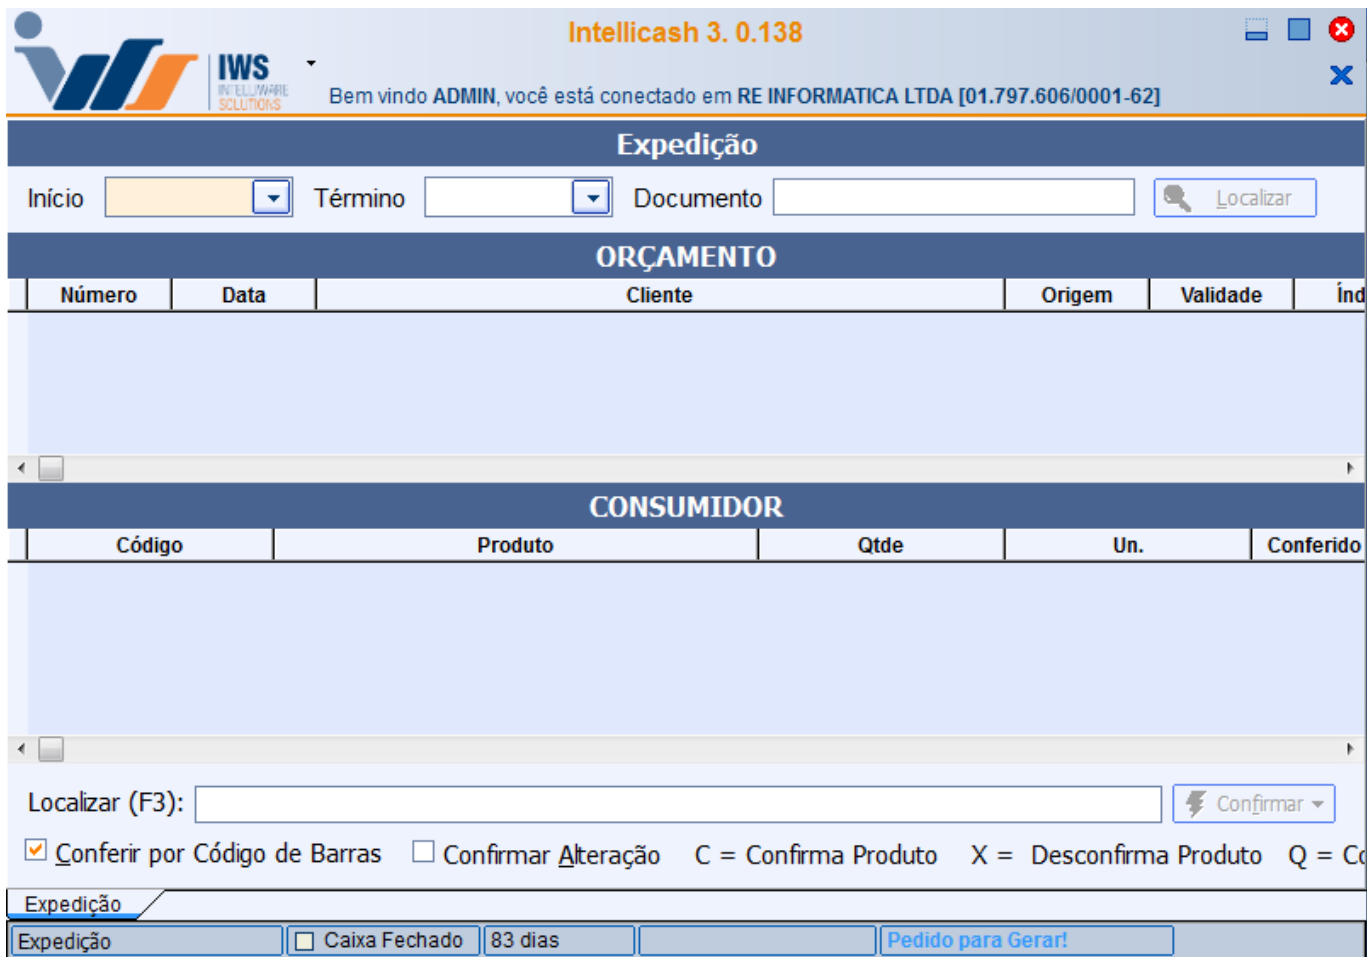 Intellicash 3. 0.138
IWS
INTELLIWARE
SOLUTIONS
Bem vindo ADMIN, você está conectado em RE INFORMATICA LTDA [01.797.606/0001-62]
Expedição
Início Término Documento Localizar
ORÇAMENTO
Número Data Cliente Origem Validade Índ
CONSUMIDOR
Código Produto Qtde Un. Conferido
Localizar (F3): Confirmar
Conferir por Código de Barras Confirmar Alteração C = Confirma Produto X = Desconfirma Produto Q = Co
Expedição
Expedição Caixa Fechado 83 dias Pedido para Gerar!